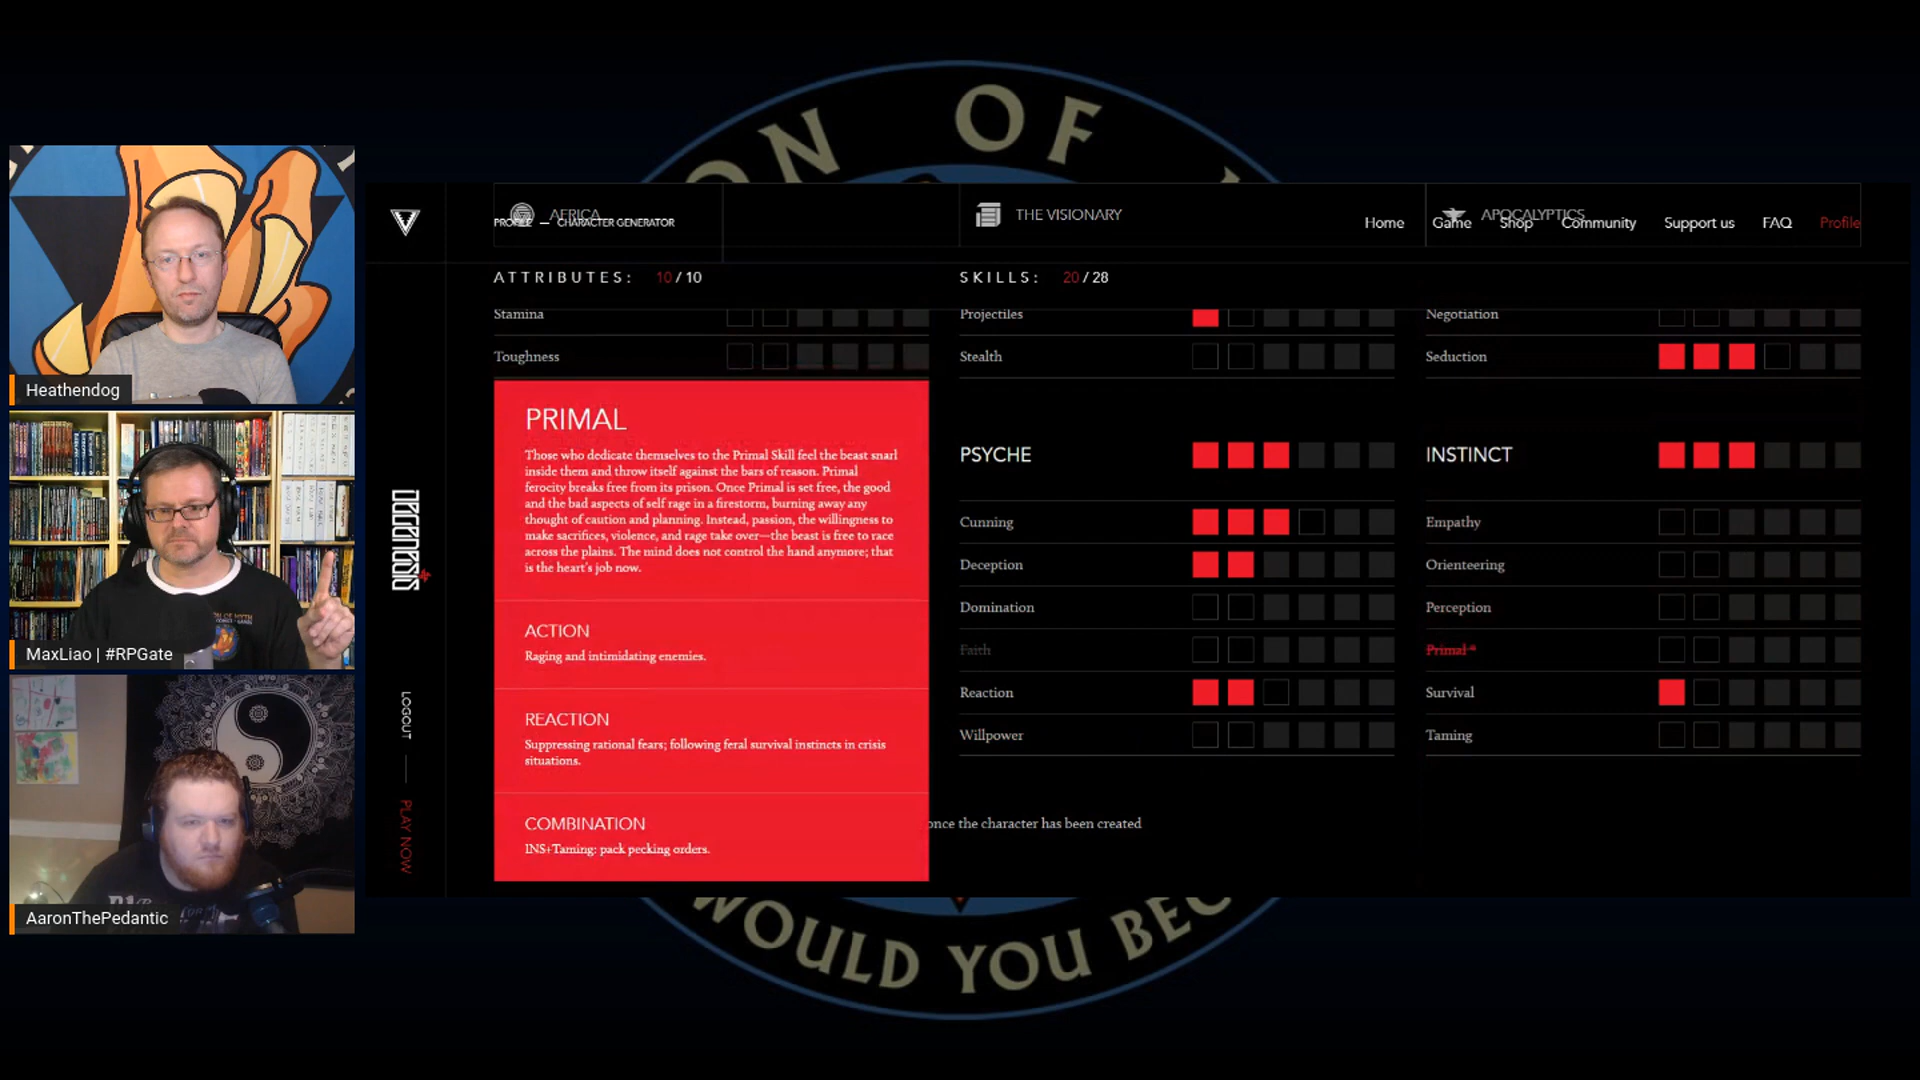 ON OF
AFRICA
PROFILE — CHARACTER GENERATOR
THE VISIONARY
APOCALYPTICS
Home
Game
Shop
Community
Support us
FAQ
Profile
ATTRIBUTES: 10/10
SKILLS: 20/28
Stamina
Projectiles
Negotiation
Toughness
Stealth
Seduction
PRIMAL
Those who dedicate themselves to the Primal Skill feel the beast snarl
inside them and throw itself against the bars of reason. Primal
ferocity breaks free from its prison. Once Primal is set free, the good
and the bad aspects of self rage in a firestorm, burning away any
thought of caution and planning. Instead, passion, the willingness to
make sacrifices, violence, and rage take over—the beast is free to race
across the plains. The mind does not control the hand anymore; that
is the heart's job now.
ACTION
Raging and intimidating enemies.
REACTION
Suppressing rational fears; following feral survival instincts in crisis
situations.
COMBINATION
INS+Taming: pack pecking orders.
PSYCHE
Cunning
Deception
Domination
Faith
Reaction
Willpower
INSTINCT
Empathy
Orienteering
Perception
Primal *
Survival
Taming
once the character has been created
DEGENESIS
LOGOUT
PLAY NOW
Heathendog
MaxLiao | #RPGate
AaronThePedantic
WOULD YOU BEC